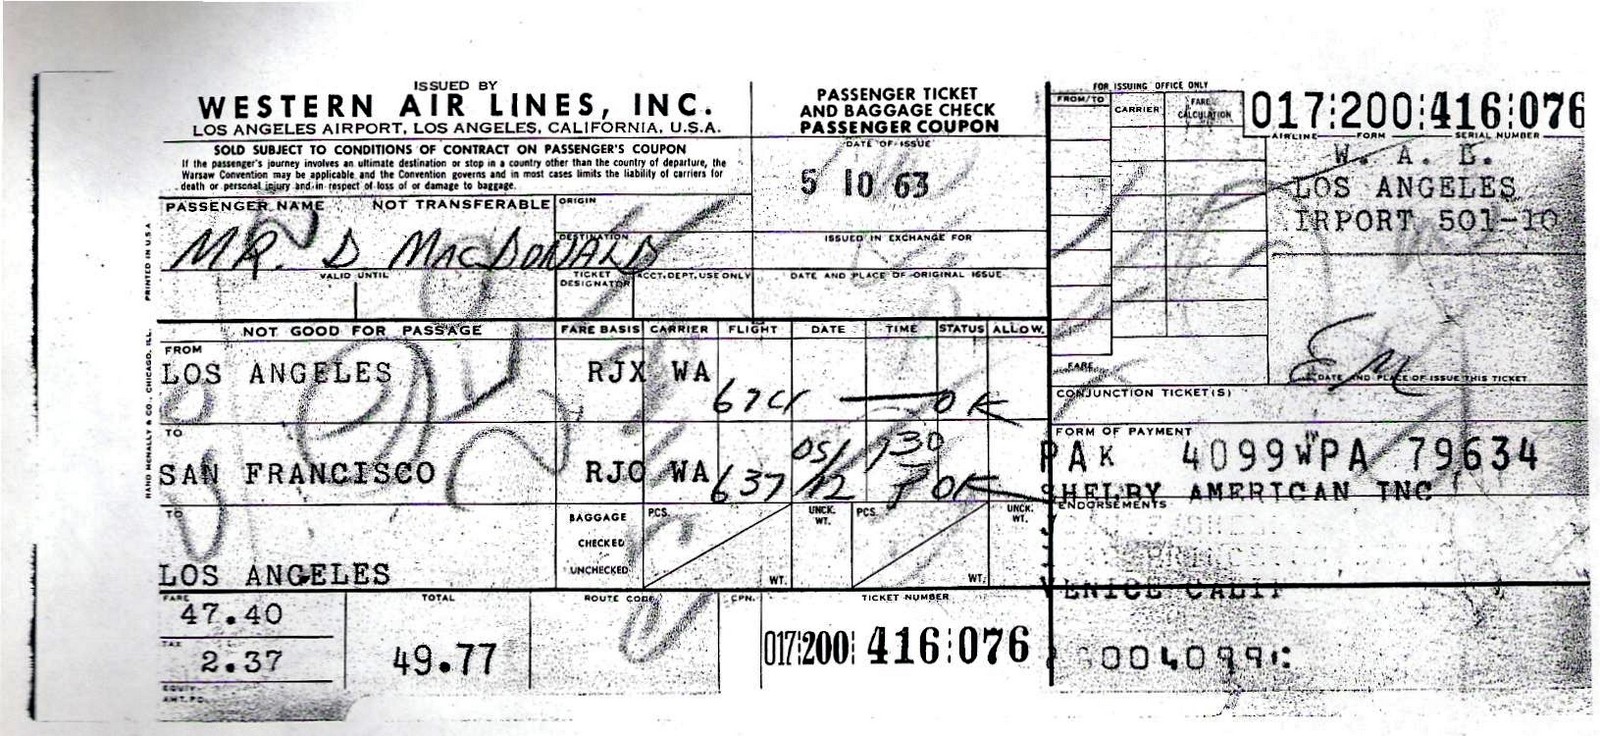 ISSUED BY
WESTERN AIR LINES, INC.
LOS ANGELES AIRPORT, LOS ANGELES, CALIFORNIA, U.S.A.
SOLD SUBJECT TO CONDITIONS OF CONTRACT ON PASSENGER'S COUPON
If the passenger's journey involves an ultimate destination or stop in a country other than the country of departure, the
Warsaw Convention may be applicable and the Convention governs and in most cases limits the liability of carriers for
death or personal injury and in respect of loss of or damage to baggage.
PASSENGER TICKET
AND BAGGAGE CHECK
PASSENGER COUPON
DATE OF ISSUE
5 10 63
FOR ISSUING OFFICE ONLY
FROM/TO CARRIER FARE CALCULATION
017:200:416:076
AIRLINE FORM SERIAL NUMBER
LOS ANGELES
IRPORT 501-10
PASSENGER NAME NOT TRANSFERABLE
MR. D MACDONALD
ORIGIN
DESTINATION
ISSUED IN EXCHANGE FOR
VALID UNTIL
TICKET DESIGNATOR
ACCT. DEPT. USE ONLY
DATE AND PLACE OF ORIGINAL ISSUE
PRINTED IN U.S.A
RAND MCNALLY & CO., CHICAGO, ILL.
NOT GOOD FOR PASSAGE FARE BASIS CARRIER FLIGHT DATE TIME STATUS ALLOW.
FROM
LOS ANGELES RJX WA
OK
TO
SAN FRANCISCO RJO WA 637 05/12 730 P OK
TO
LOS ANGELES
BAGGAGE
CHECKED
UNCHECKED
PCS. WT. UNCK. WT. PCS. WT. UNCK. WT.
FARE
EM
DATE AND PLACE OF ISSUE THIS TICKET
CONJUNCTION TICKET(S)
FORM OF PAYMENT
PAK 4099 WPA 79634
SHELBY AMERICAN INC
ENDORSEMENTS
VENICE CALIF
FARE
47.40
TAX
2.37
EQUIV. AMT. PD.
TOTAL
49.77
ROUTE CODE
CPN.
TICKET NUMBER
017:200:416:076